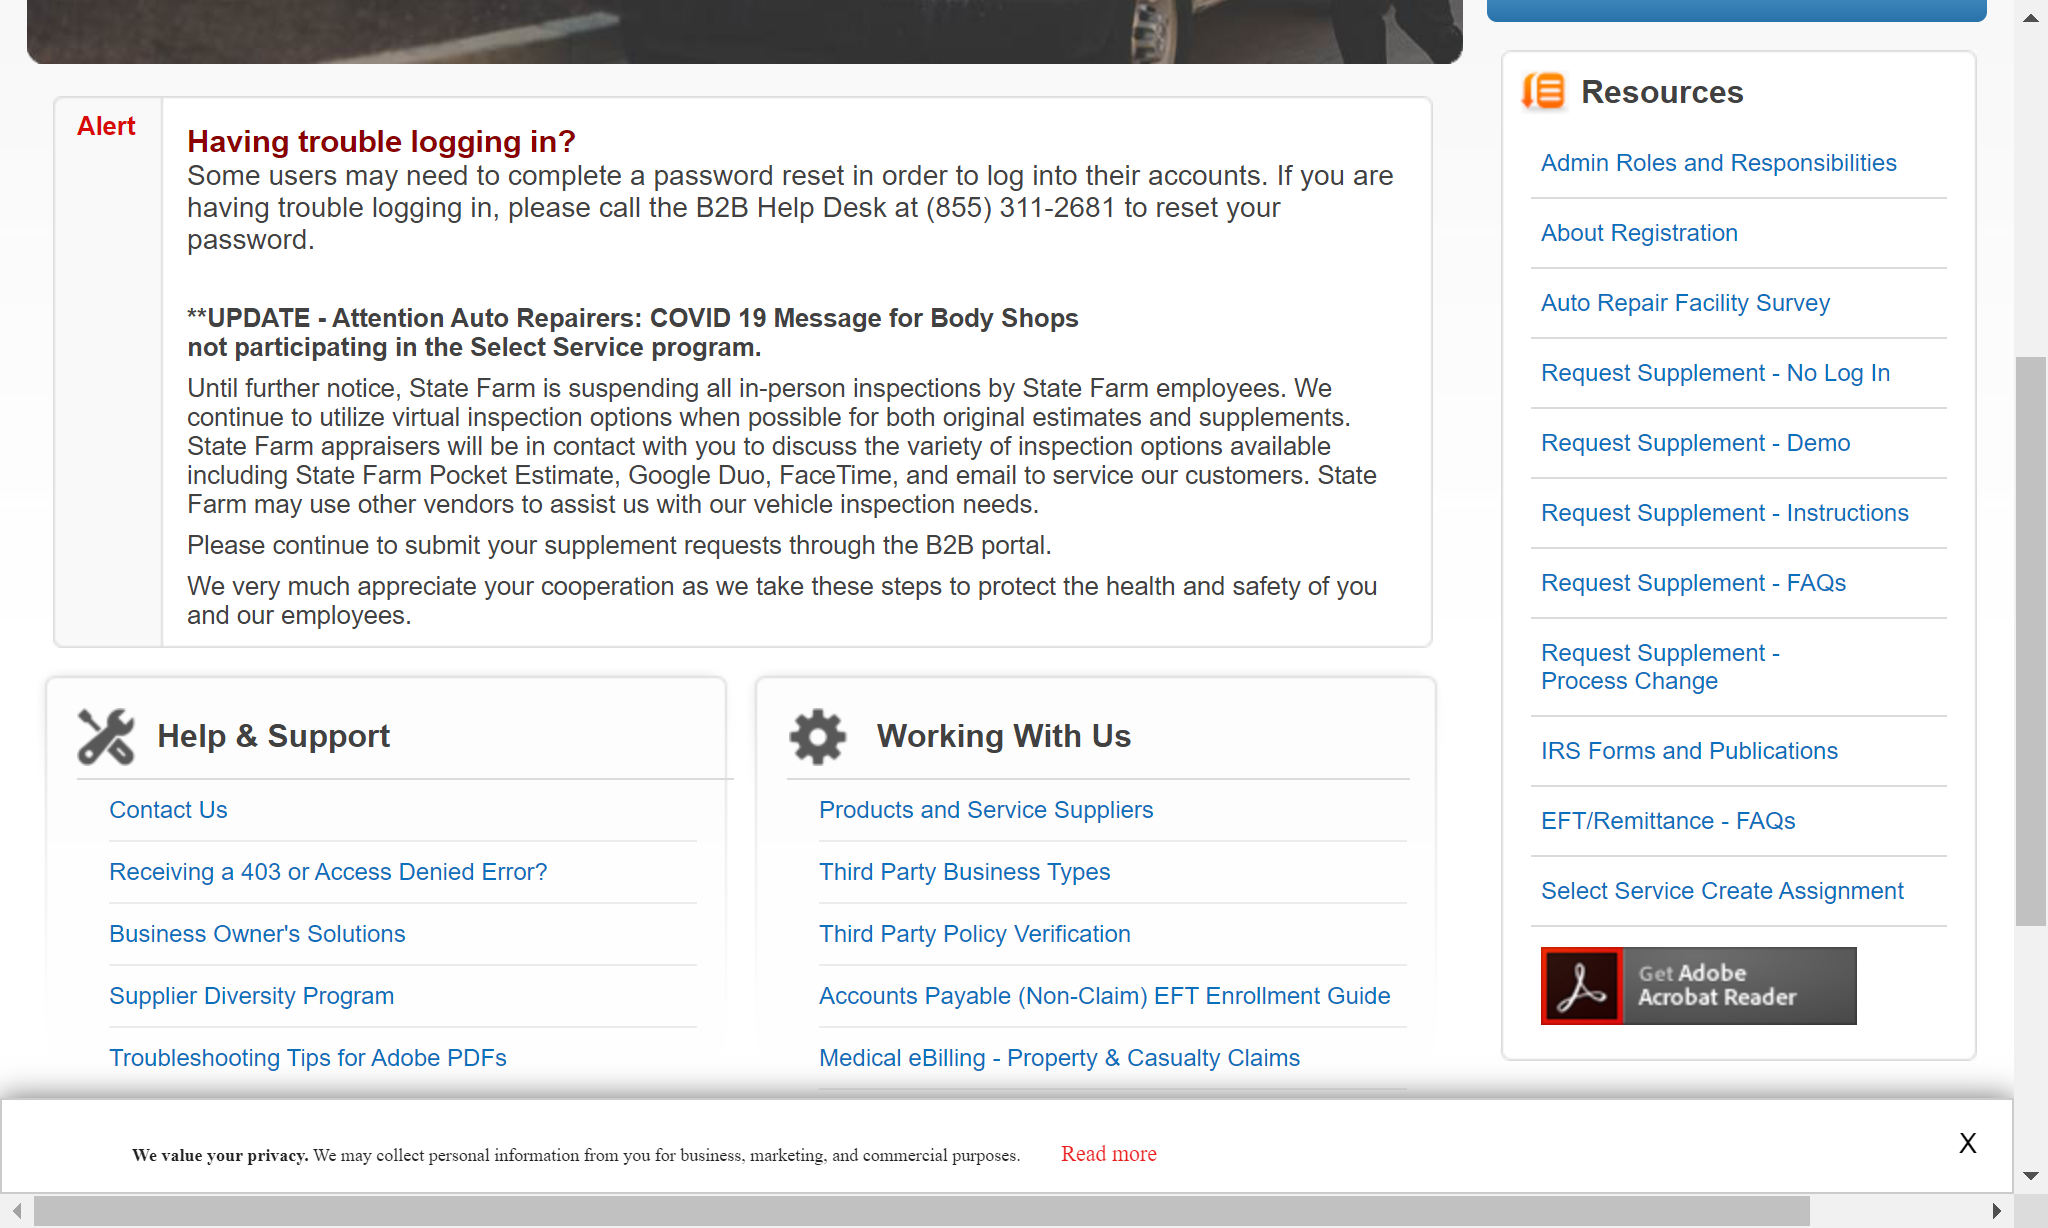 Alert
Having trouble logging in?
Some users may need to complete a password reset in order to log into their accounts. If you are
having trouble logging in, please call the B2B Help Desk at (855) 311-2681 to reset your
password.
**UPDATE - Attention Auto Repairers: COVID 19 Message for Body Shops
not participating in the Select Service program.
Until further notice, State Farm is suspending all in-person inspections by State Farm employees. We
continue to utilize virtual inspection options when possible for both original estimates and supplements.
State Farm appraisers will be in contact with you to discuss the variety of inspection options available
including State Farm Pocket Estimate, Google Duo, FaceTime, and email to service our customers. State
Farm may use other vendors to assist us with our vehicle inspection needs.
Please continue to submit your supplement requests through the B2B portal.
We very much appreciate your cooperation as we take these steps to protect the health and safety of you
and our employees.
Help & Support
Contact Us
Receiving a 403 or Access Denied Error?
Business Owner's Solutions
Supplier Diversity Program
Troubleshooting Tips for Adobe PDFs
Working With Us
Products and Service Suppliers
Third Party Business Types
Third Party Policy Verification
Accounts Payable (Non-Claim) EFT Enrollment Guide
Medical eBilling - Property & Casualty Claims
Resources
Admin Roles and Responsibilities
About Registration
Auto Repair Facility Survey
Request Supplement - No Log In
Request Supplement - Demo
Request Supplement - Instructions
Request Supplement - FAQs
Request Supplement -
Process Change
IRS Forms and Publications
EFT/Remittance - FAQs
Select Service Create Assignment
Get Adobe
Acrobat Reader
We value your privacy. We may collect personal information from you for business, marketing, and commercial purposes. Read more
X